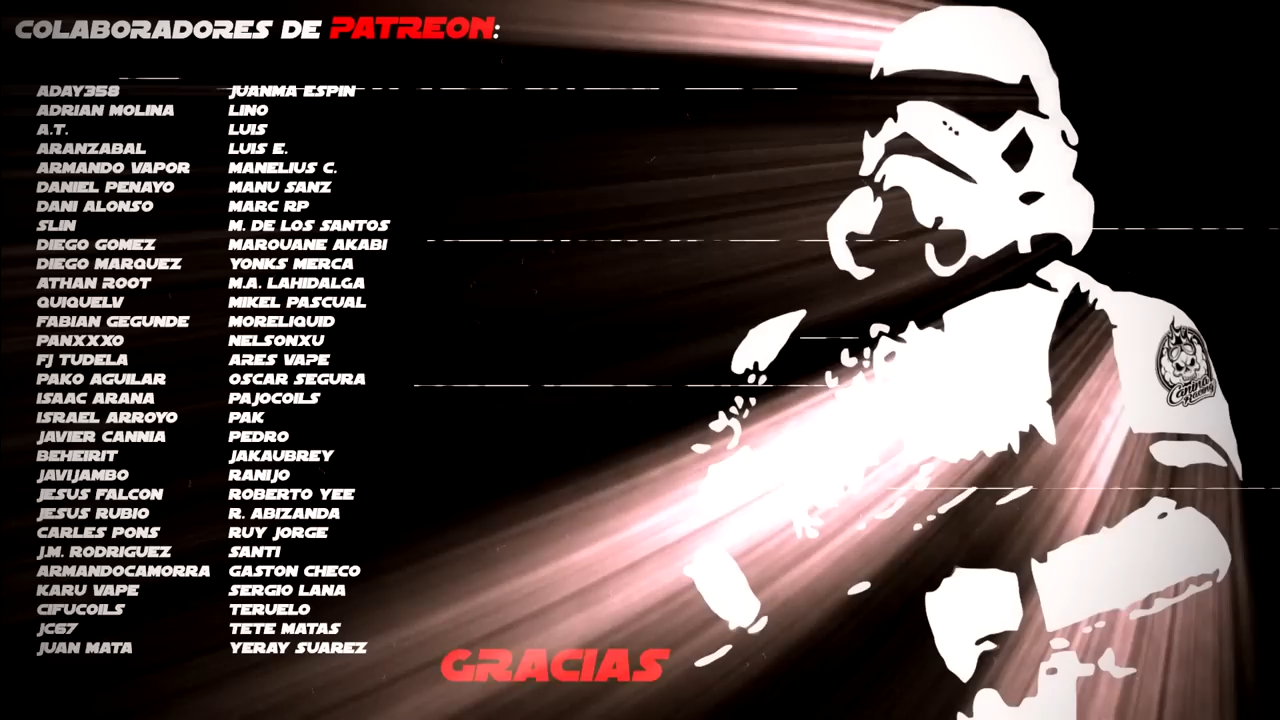 COLABORADORES DE PATREON:
ADAY358
ADRIAN MOLINA
A.T.
ARANZABAL
ARMANDO VAPOR
DANIEL PENAYO
DANI ALONSO
SLIN
DIEGO GOMEZ
DIEGO MARQUEZ
ATHAN ROOT
QUIQUELV
FABIAN GEGUNDE
PANXXXO
FJ TUDELA
PAKO AGUILAR
ISAAC ARANA
ISRAEL ARROYO
JAVIER CANNIA
BEHEIRIT
JAVIJAMBO
JESUS FALCON
JESUS RUBIO
CARLES PONS
J.M. RODRIGUEZ
ARMANDOCAMORRA
KARU VAPE
CIFUCOILS
JC67
JUAN MATA
JUANMA ESPIN
LINO
LUIS
LUIS E.
MANELIUS C.
MANU SANZ
MARC RP
M. DE LOS SANTOS
MAROUANE AKABI
YONKS MERCA
M.A. LAHIDALGA
MIKEL PASCUAL
MORELIQUID
NELSONXU
ARES VAPE
OSCAR SEGURA
PAJOCOILS
PAK
PEDRO
JAKAUBREY
RANIJO
ROBERTO YEE
R. ABIZANDA
RUY JORGE
SANTI
GASTON CHECO
SERGIO LANA
TERUELO
TETE MATAS
YERAY SUAREZ
GRACIAS
Canina
Racing